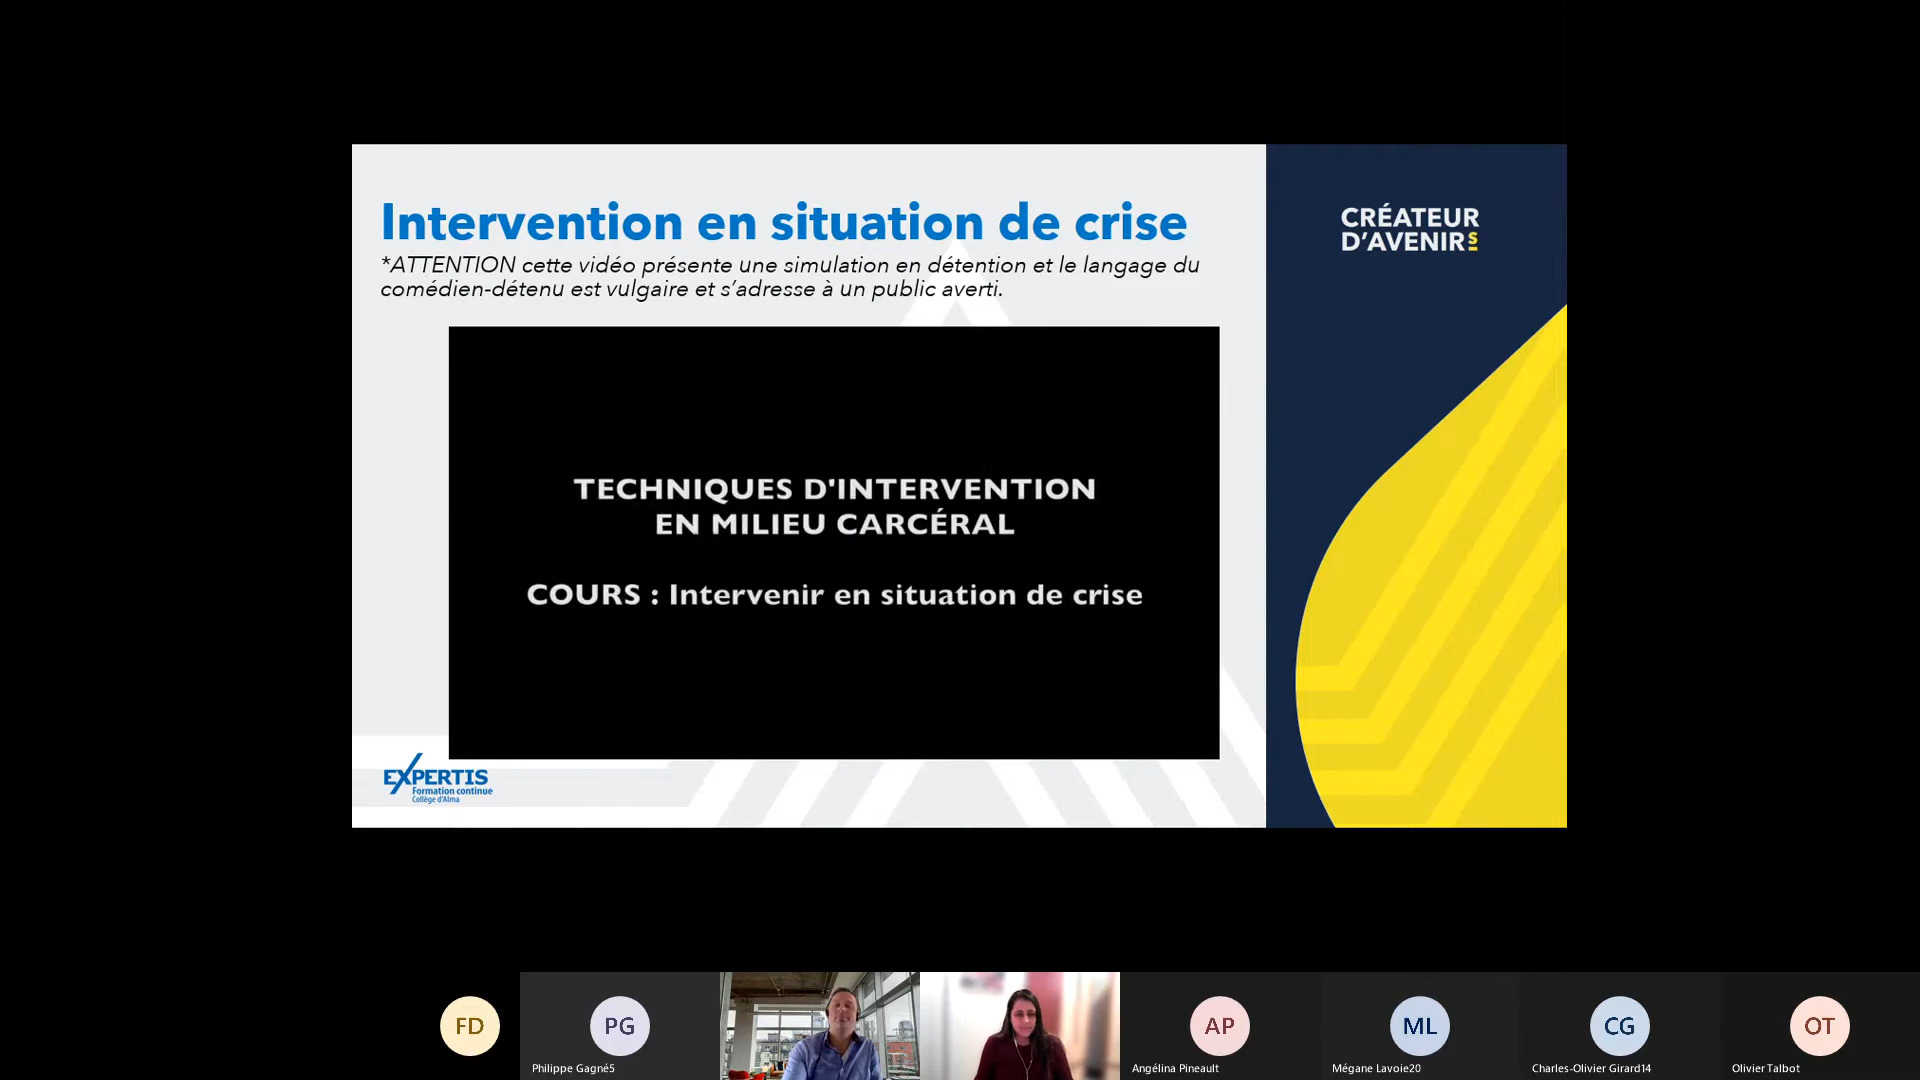 Intervention en situation de crise
*ATTENTION cette vidéo présente une simulation en détention et le langage du
comédien-détenu est vulgaire et s’adresse à un public averti.
CRÉATEUR
D’AVENIRS
TECHNIQUES D'INTERVENTION
EN MILIEU CARCÉRAL
COURS : Intervenir en situation de crise
EXPERTIS
Formation continue
Collège d'Alma
FD
PG
AP
ML
CG
OT
Philippe Gagné5
Angélina Pineault
Mégane Lavoie20
Charles-Olivier Girard14
Olivier Talbot